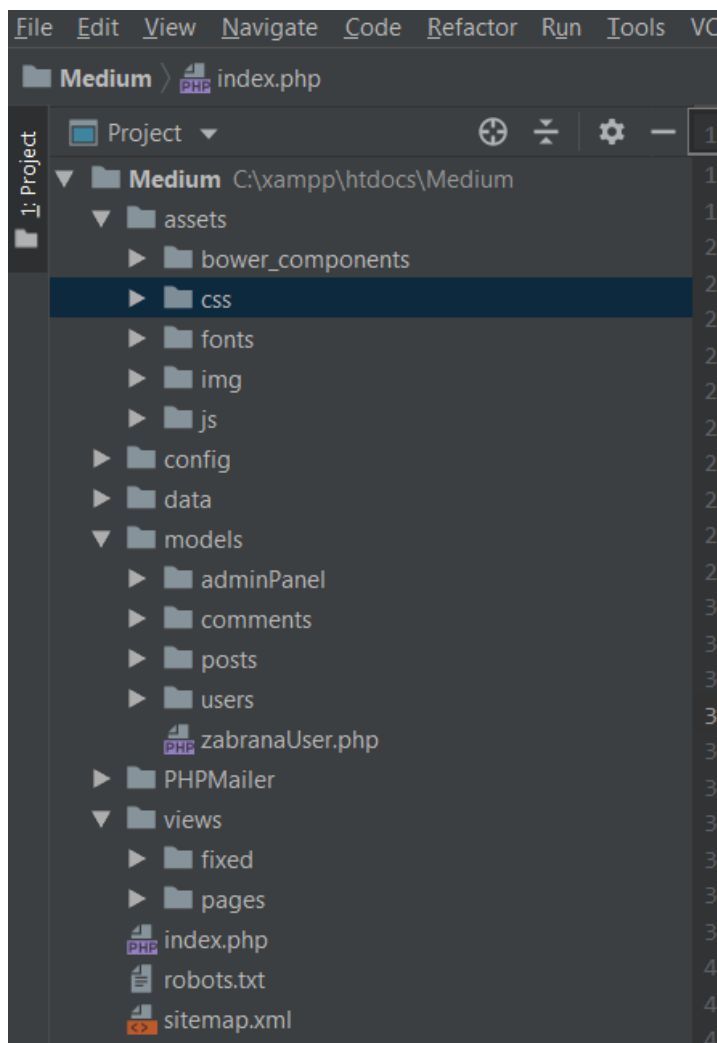 File Edit View Navigate Code Refactor Run Tools VC
Medium index.php
1: Project
Project
Medium C:\xampp\htdocs\Medium
assets
bower_components
css
fonts
img
js
config
data
models
adminPanel
comments
posts
users
PHP zabranaUser.php
PHPMailer
views
fixed
pages
PHP index.php
robots.txt
sitemap.xml